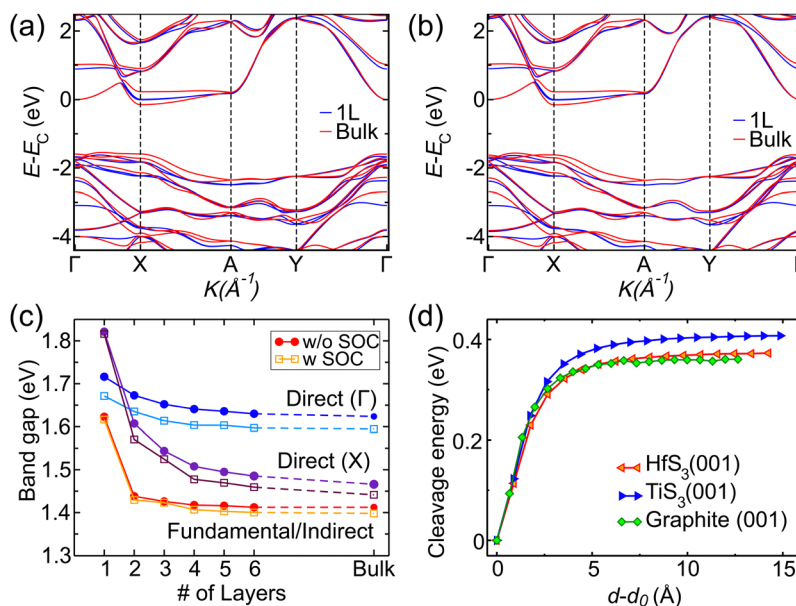 (a)
2
0
-2
-4
E-E_C (eV)
1L
Bulk
Γ X A Y Γ
K(Å⁻¹)
(b)
2
0
-2
-4
E-E_C (eV)
1L
Bulk
Γ X A Y
K(Å⁻¹)
(c)
1.8
1.7
1.6
1.5
1.4
1.3
Band gap (eV)
w/o SOC
w SOC
Direct (Γ)
Direct (X)
Fundamental/Indirect
1 2 3 4 5 6 Bulk
# of Layers
(d)
0.4
0.2
0
Cleavage energy (eV)
HfS₃(001)
TiS₃(001)
Graphite (001)
0 5 10 15
d-d₀ (Å)